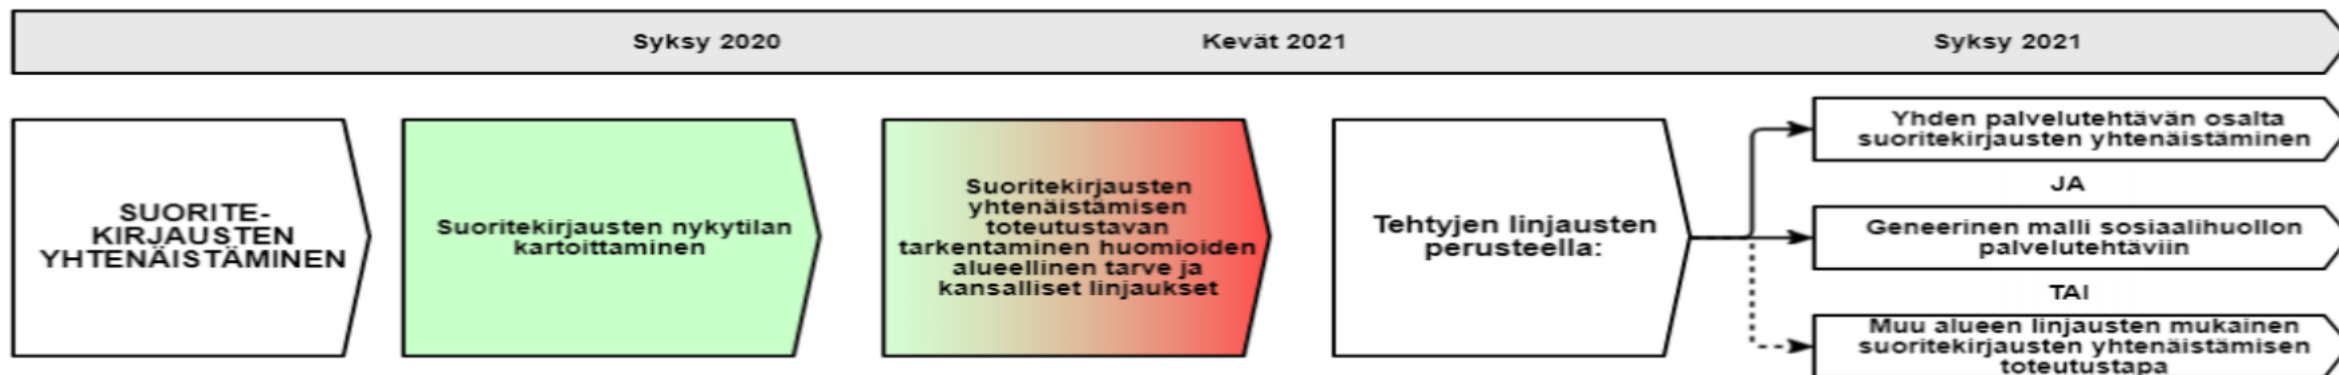 Syksy 2020
Kevät 2021
Syksy 2021
SUORITE-
KIRJAUSTEN
YHTENÄISTÄMINEN
Suoritekirjausten nykytilan
kartoittaminen
Suoritekirjausten
yhtenäistämisen
toteutustavan
tarkentaminen huomioiden
alueellinen tarve ja
kansalliset linjaukset
Tehtyjen linjausten
perusteella:
Yhden palvelutehtävän osalta
suoritekirjausten yhtenäistäminen
JA
Geneerinen malli sosiaalihuollon
palvelutehtäviin
TAI
Muu alueen linjausten mukainen
suoritekirjausten yhtenäistämisen
toteutustapa